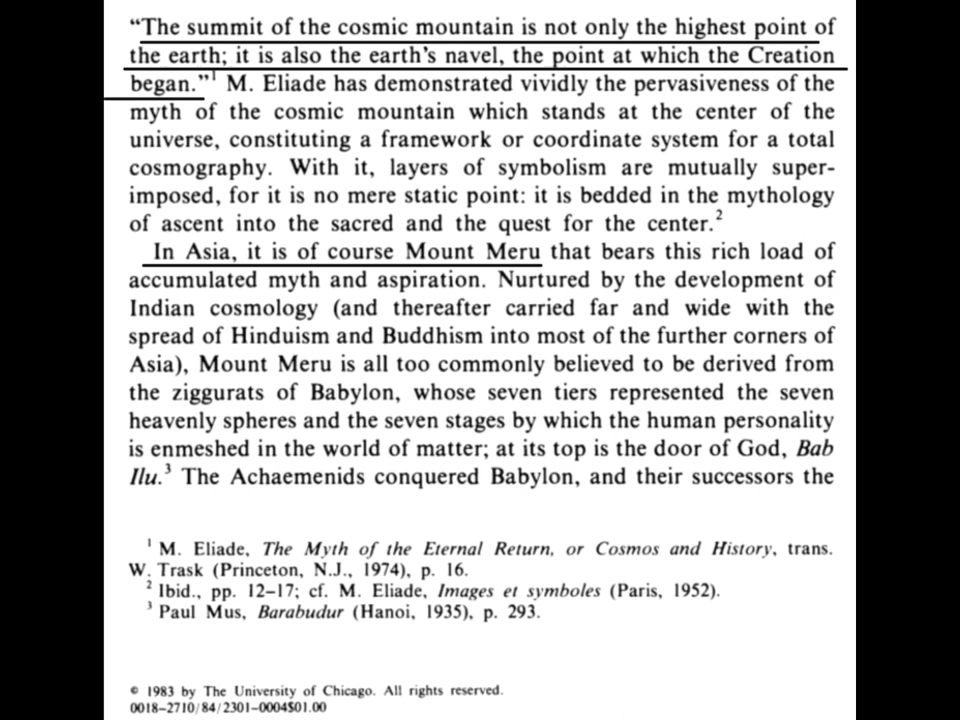 “The summit of the cosmic mountain is not only the highest point of
the earth; it is also the earth’s navel, the point at which the Creation
began.”¹ M. Eliade has demonstrated vividly the pervasiveness of the
myth of the cosmic mountain which stands at the center of the
universe, constituting a framework or coordinate system for a total
cosmography. With it, layers of symbolism are mutually super-
imposed, for it is no mere static point: it is bedded in the mythology
of ascent into the sacred and the quest for the center.²
In Asia, it is of course Mount Meru that bears this rich load of
accumulated myth and aspiration. Nurtured by the development of
Indian cosmology (and thereafter carried far and wide with the
spread of Hinduism and Buddhism into most of the further corners of
Asia), Mount Meru is all too commonly believed to be derived from
the ziggurats of Babylon, whose seven tiers represented the seven
heavenly spheres and the seven stages by which the human personality
is enmeshed in the world of matter; at its top is the door of God, Bab
Ilu.³ The Achaemenids conquered Babylon, and their successors the
¹ M. Eliade, The Myth of the Eternal Return, or Cosmos and History, trans.
W. Trask (Princeton, N.J., 1974), p. 16.
² Ibid., pp. 12–17; cf. M. Eliade, Images et symboles (Paris, 1952).
³ Paul Mus, Barabudur (Hanoi, 1935), p. 293.
© 1983 by The University of Chicago. All rights reserved.
0018-2710/84/2301-0004$01.00